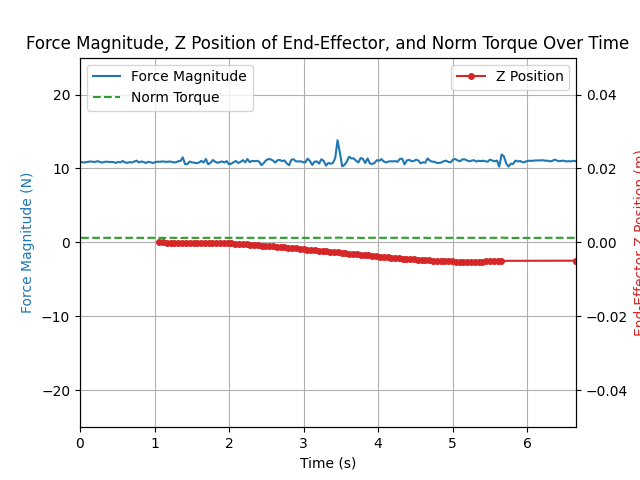 Force Magnitude, Z Position of End-Effector, and Norm Torque Over Time
Force Magnitude
Norm Torque
Z Position
20
10
0
−10
−20
0.04
0.02
0.00
−0.02
−0.04
Force Magnitude (N)
End-Effector Z Position (m)
0 1 2 3 4 5 6
Time (s)